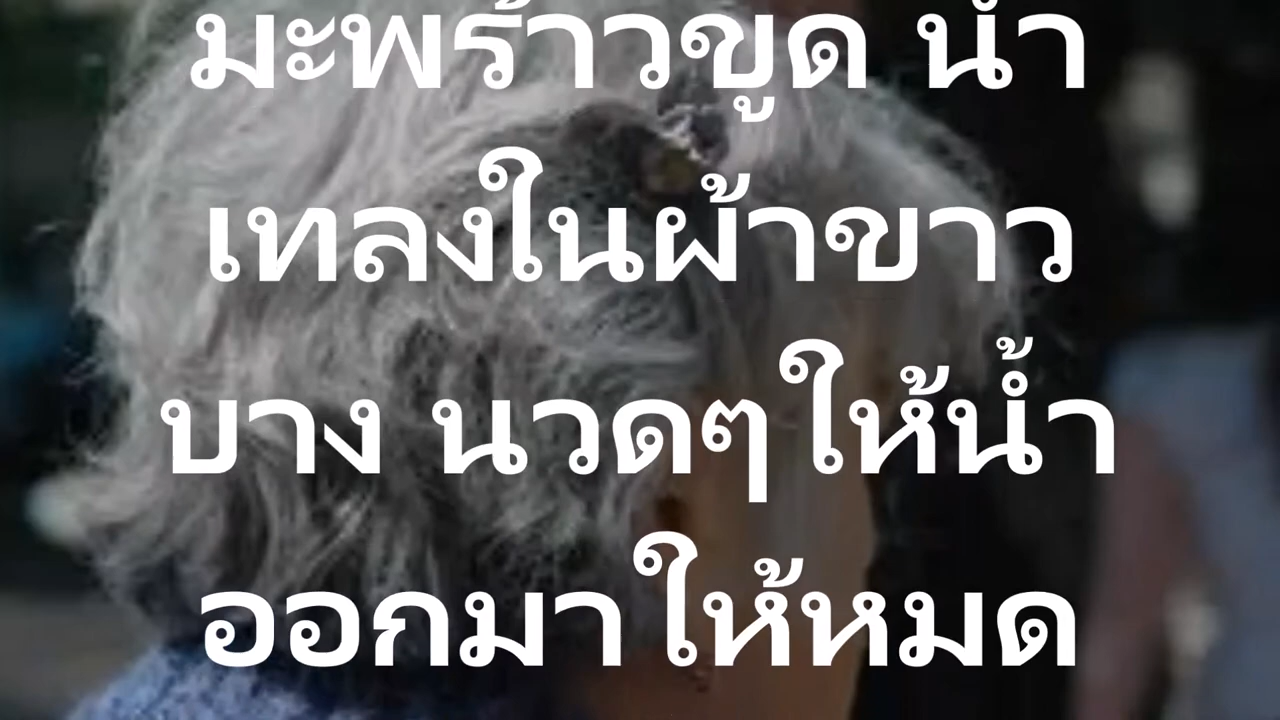 มะพร้าวขูด นำ
เทลงในผ้าขาว
บาง นวดๆให้น้ำ
ออกมาให้หมด